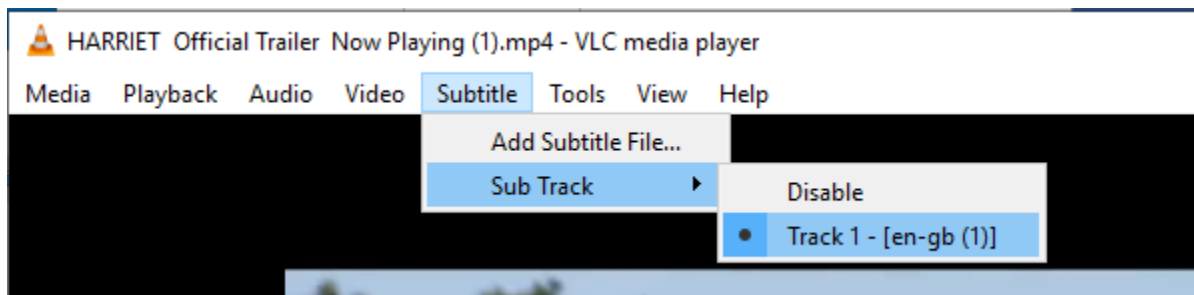 HARRIET  Official Trailer  Now Playing (1).mp4 - VLC media player
Media Playback Audio Video Subtitle Tools View Help
Add Subtitle File...
Sub Track
Disable
Track 1 - [en-gb (1)]